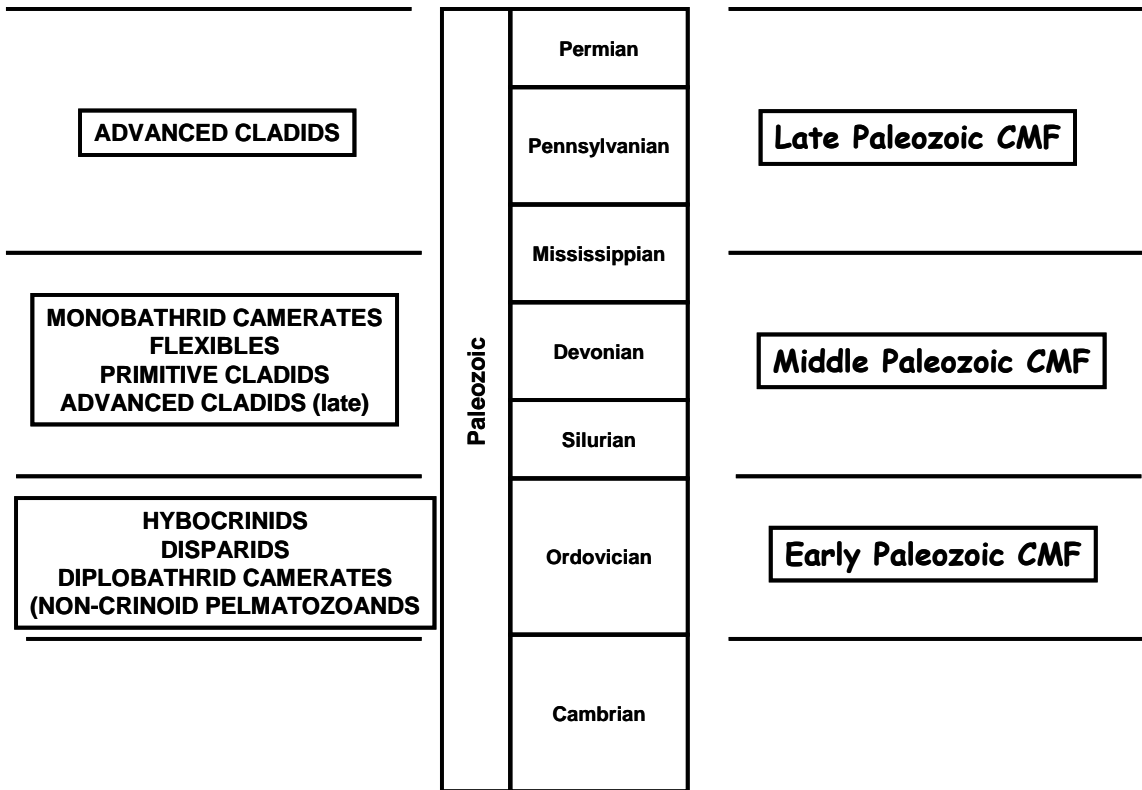 ADVANCED CLADIDS
MONOBATHRID CAMERATES
FLEXIBLES
PRIMITIVE CLADIDS
ADVANCED CLADIDS (late)
HYBOCRINIDS
DISPARIDS
DIPLOBATHRID CAMERATES
(NON-CRINOID PELMATOZOANDS
Paleozoic
Permian
Pennsylvanian
Mississippian
Devonian
Silurian
Ordovician
Cambrian
Late Paleozoic CMF
Middle Paleozoic CMF
Early Paleozoic CMF